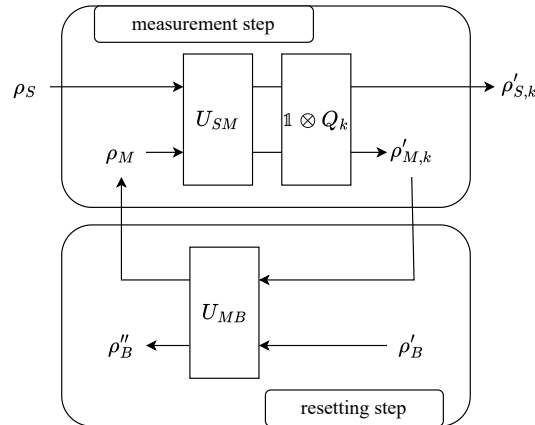 measurement step
ρ_S
U_{SM}
𝟙 ⊗ Q_k
ρ'_{S,k}
ρ_M
ρ'_{M,k}
U_{MB}
ρ''_B
ρ'_B
resetting step